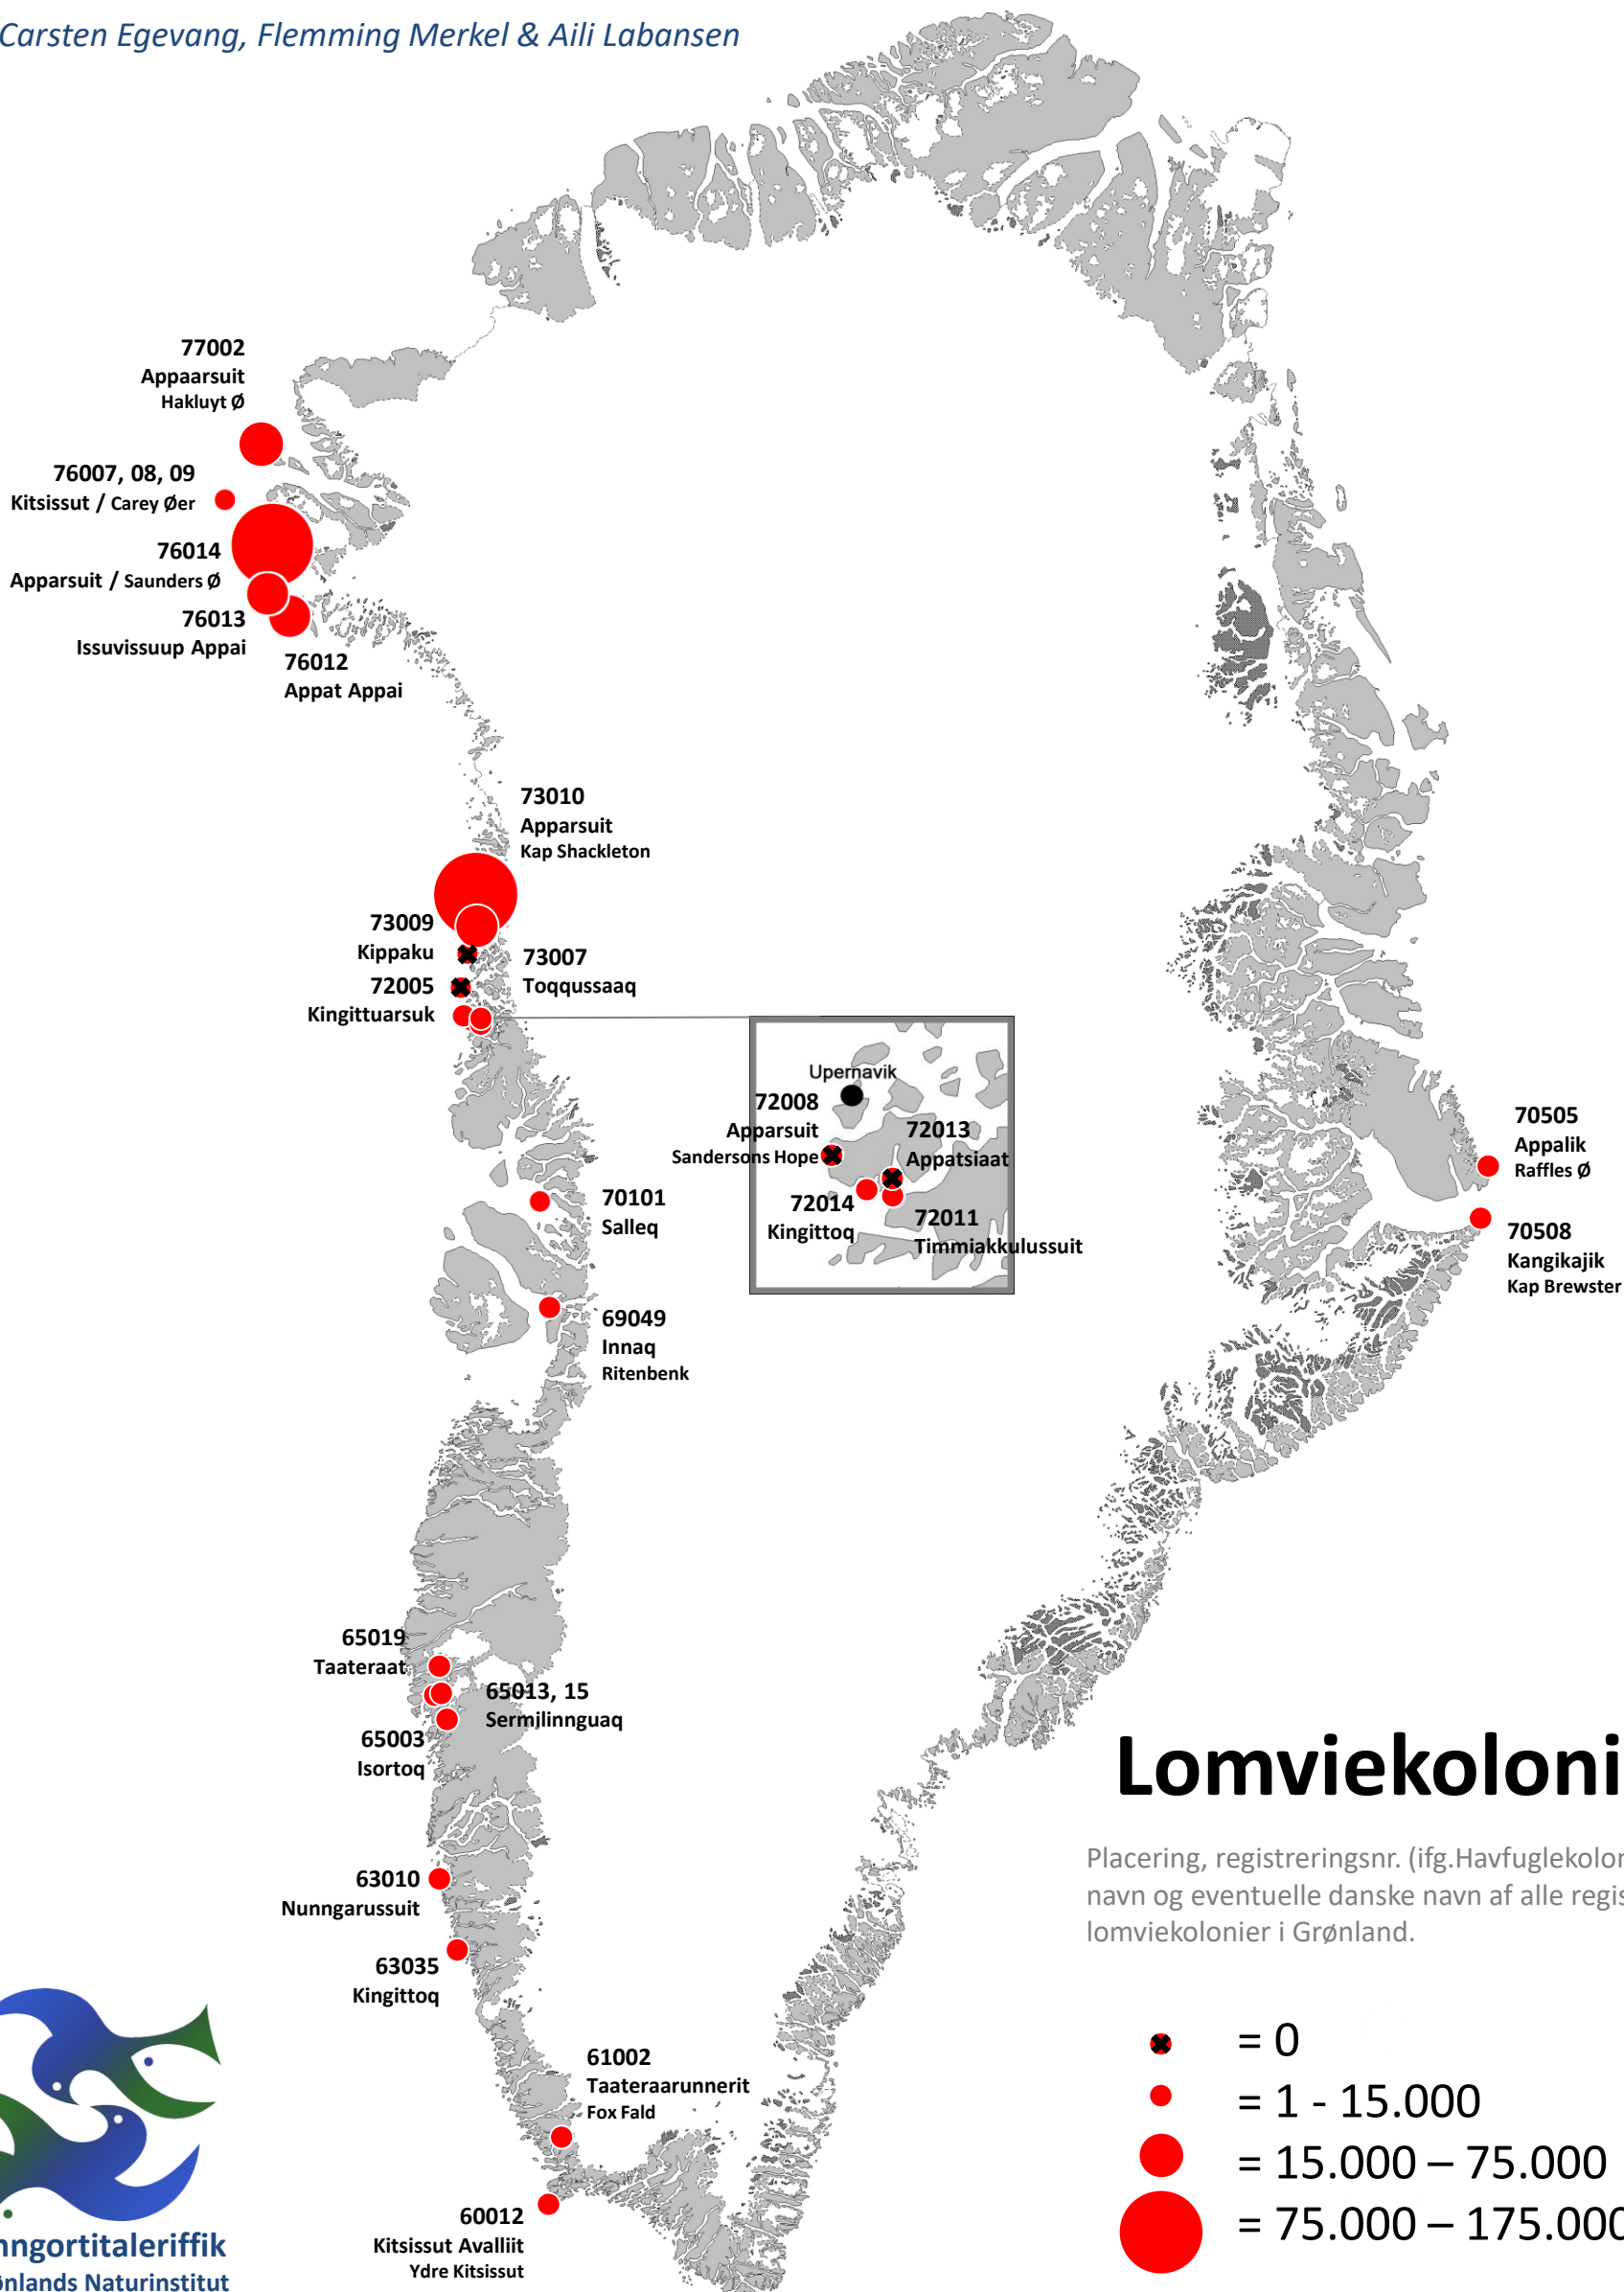 Carsten Egevang, Flemming Merkel & Aili Labansen
77002
Appaarsuit
Hakluyt Ø
76007, 08, 09
Kitsissut / Carey Øer
76014
Apparsuit / Saunders Ø
76013
Issuvissuup Appai
76012
Appat Appai
73010
Apparsuit
Kap Shackleton
73009
Kippaku
73007
Toqqussaaq
72005
Kingittuarsuk
Upernavik
72008
Apparsuit
Sandersons Hope
72013
Appatsiaat
72014
Kingittoq
72011
Timmiakkulussuit
70505
Appalik
Raffles Ø
70508
Kangikajik
Kap Brewster
70101
Salleq
69049
Innaq
Ritenbenk
65019
Taateraat
65013, 15
Sermilinnguaq
65003
Isortoq
63010
Nunngarussuit
63035
Kingittoq
61002
Taateraarunnerit
Fox Fald
60012
Kitsissut Avalliit
Ydre Kitsissut
Lomviekoloni
Placering, registreringsnr. (ifg.Havfuglekolon
navn og eventuelle danske navn af alle regis
lomviekolonier i Grønland.
= 0
= 1 - 15.000
= 15.000 – 75.000
= 75.000 – 175.000
ngortitaleriffik
nlands Naturinstitut